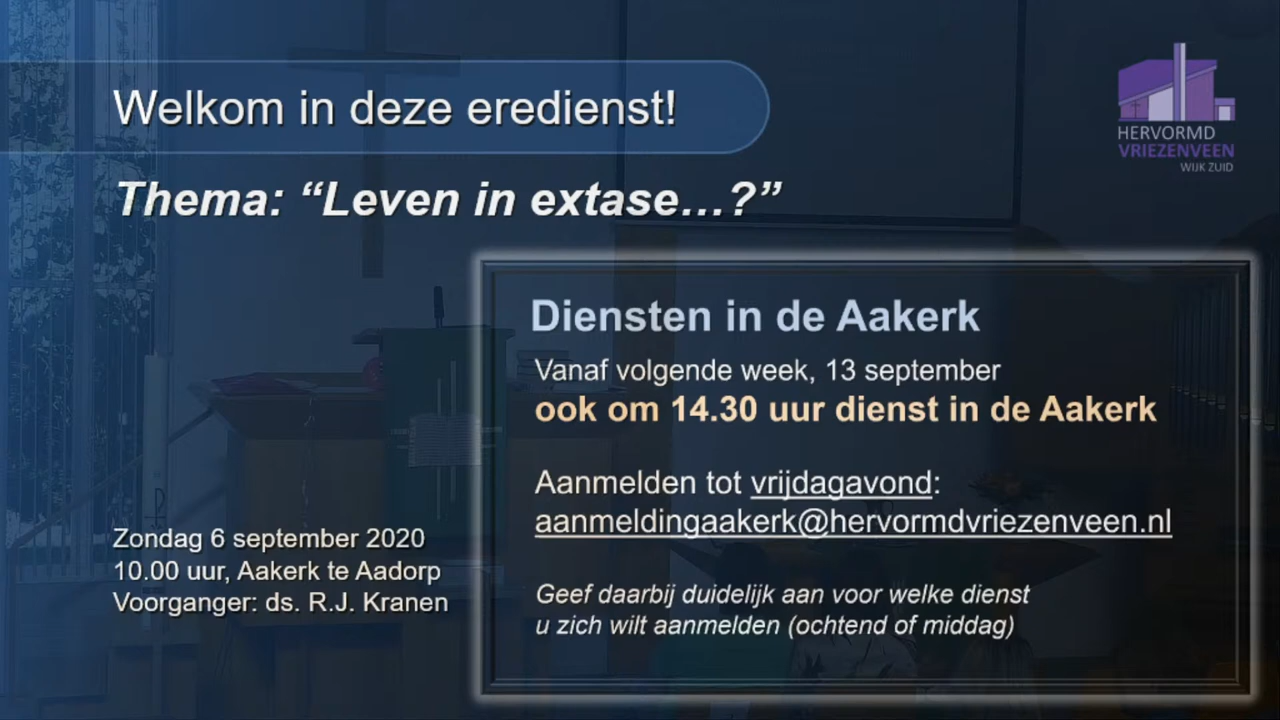 Welkom in deze eredienst!
HERVORMD
VRIEZENVEEN
WIJK ZUID
Thema: “Leven in extase…?”
Diensten in de Aakerk
Vanaf volgende week, 13 september
ook om 14.30 uur dienst in de Aakerk
Aanmelden tot vrijdagavond:
aanmeldingaakerk@hervormdvriezenveen.nl
Geef daarbij duidelijk aan voor welke dienst
u zich wilt aanmelden (ochtend of middag)
Zondag 6 september 2020
10.00 uur, Aakerk te Aadorp
Voorganger: ds. R.J. Kranen